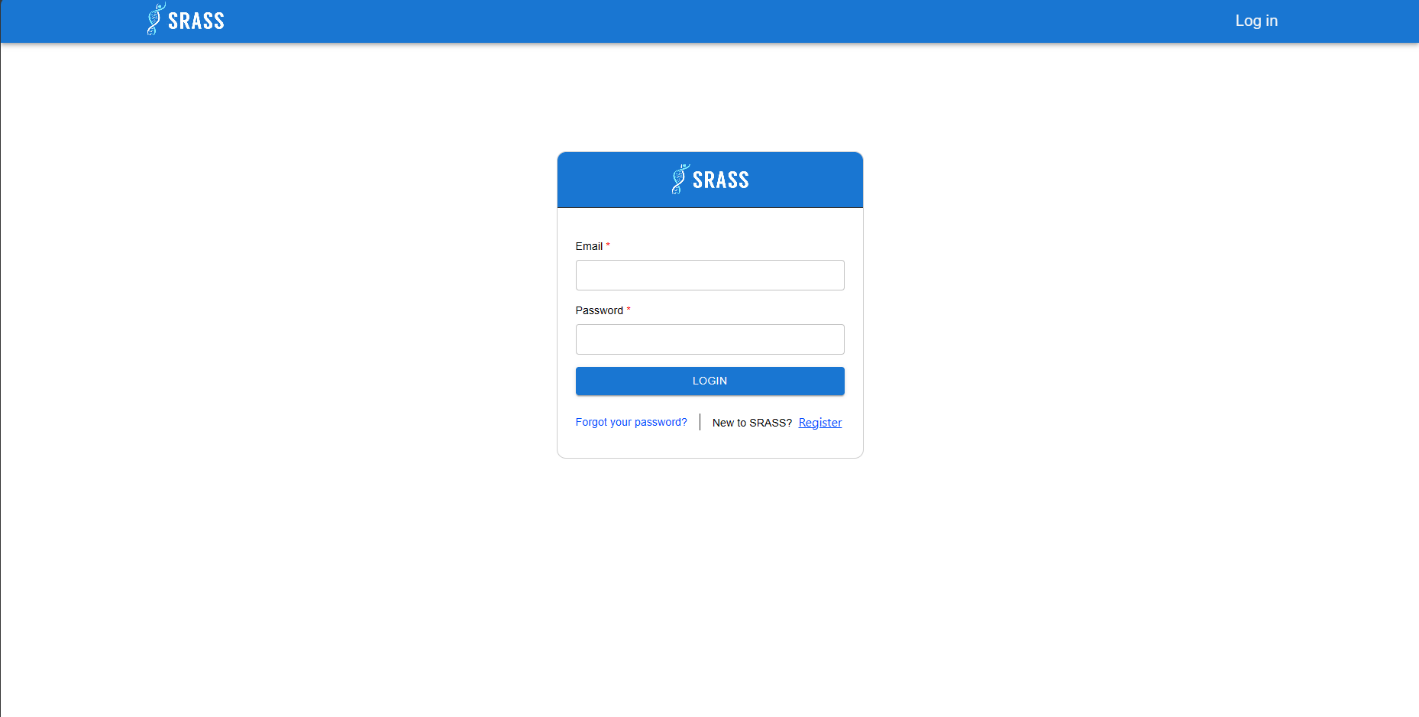 SRASS
Log in
SRASS
Email *
Password *
LOGIN
Forgot your password? | New to SRASS? Register